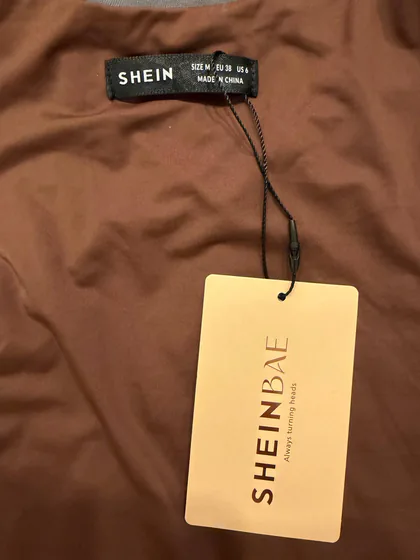 SHEIN
SIZE M EU 38 US 6
MADE IN CHINA
SHEINBAE
Always turning heads